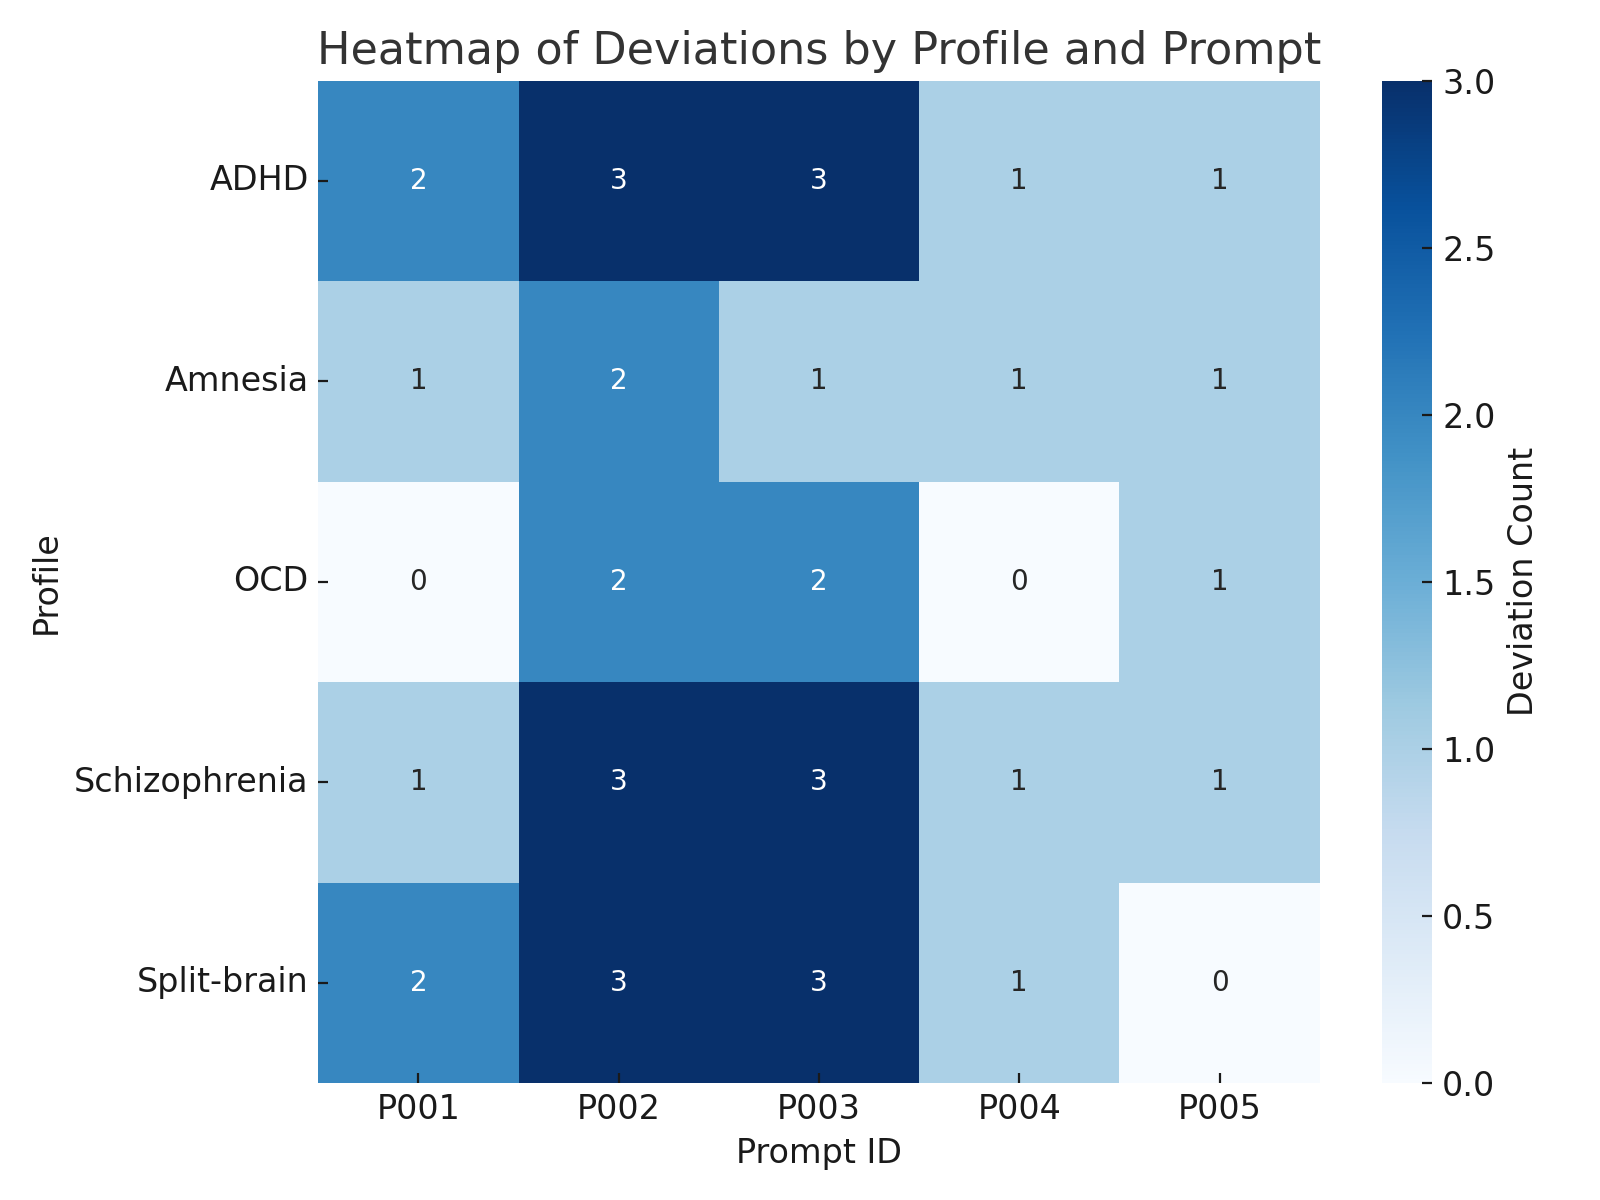 Heatmap of Deviations by Profile and Prompt
Profile
ADHD 2 3 3 1 1
Amnesia 1 2 1 1 1
OCD 0 2 2 0 1
Schizophrenia 1 3 3 1 1
Split-brain 2 3 3 1 0
P001 P002 P003 P004 P005
Prompt ID
3.0
2.5
2.0
1.5
1.0
0.5
0.0
Deviation Count